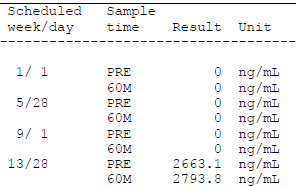 Scheduled Sample
week/day time Result Unit
--------------------------------------
1/ 1 PRE 0 ng/mL
60M 0 ng/mL
5/28 PRE 0 ng/mL
60M 0 ng/mL
9/ 1 PRE 0 ng/mL
60M 0 ng/mL
13/28 PRE 2663.1 ng/mL
60M 2793.8 ng/mL